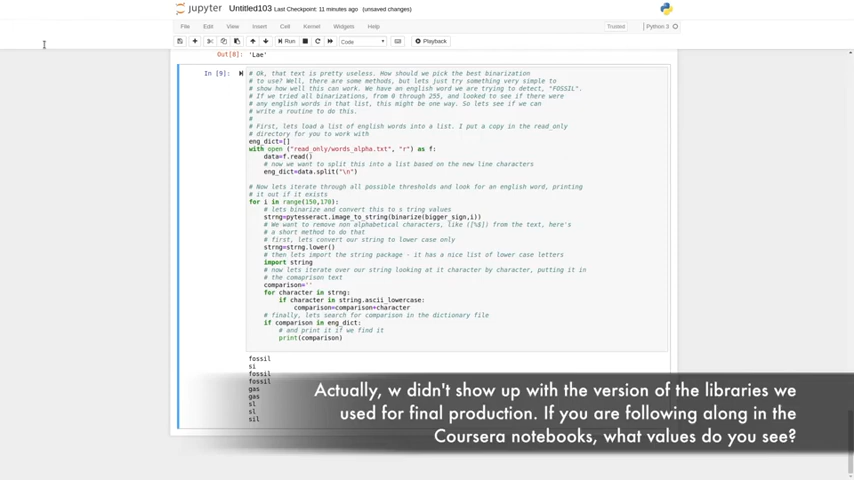 jupyter Untitled103 Last Checkpoint: 11 minutes ago (unsaved changes)
File Edit View Insert Cell Kernel Widgets Help Trusted Python 3
Run Code Playback
Out[8]: 'Lae'
In [9]:
# Ok, that text is pretty useless. How should we pick the best binarization
# to use? Well, there are some methods, but lets just try something very simple to
# show how well this can work. We have an english word we are trying to detect, "FOSSIL".
# If we tried all binarizations, from 0 through 255, and looked to see if there were
# any english words in that list, this might be one way. So lets see if we can
# write a routine to do this.
#
# First, lets load a list of english words into a list. I put a copy in the read_only
# directory for you to work with
eng_dict=[]
with open ("read_only/words_alpha.txt", "r") as f:
    data=f.read()
    # now we want to split this into a list based on the new line characters
    eng_dict=data.split("\n")
# Now lets iterate through all possible thresholds and look for an english word, printing
# it out if it exists
for i in range(150,170):
    # lets binarize and convert this to s tring values
    strng=pytesseract.image_to_string(binarize(bigger_sign,i))
    # We want to remove non alphabetical characters, like ([%$]) from the text, here's
    # a short method to do that
    # first, lets convert our string to lower case only
    strng=strng.lower()
    # then lets import the string package - it has a nice list of lower case letters
    import string
    # now lets iterate over our string looking at it character by character, putting it in
    # the comaprison text
    comparison=''
    for character in strng:
        if character in string.ascii_lowercase:
            comparison=comparison+character
    # finally, lets search for comparison in the dictionary file
    if comparison in eng_dict:
        # and print it if we find it
        print(comparison)
fossil
si
fossil
fossil
gas
gas
sl
sl
sil
Actually, w didn't show up with the version of the libraries we
used for final production. If you are following along in the
Coursera notebooks, what values do you see?